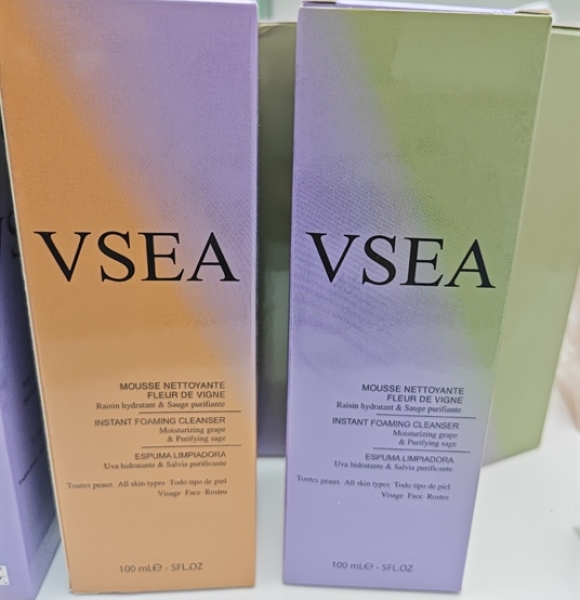 VSEA
MOUSSE NETTOYANTE
FLEUR DE VIGNE
Raisin hydratant & Sauge purifiante
INSTANT FOAMING CLEANSER
Moisturizing grape
& Purifying sage
ESPUMA LIMPIADORA
Uva hidratante & Salvia purificante
Toutes peaux · All skin types · Todo tipo de piel
Visage Face Rostro
100 mL℮ - 5FL.OZ
VSEA
MOUSSE NETTOYANTE
FLEUR DE VIGNE
Raisin hydratant & Sauge purifiante
INSTANT FOAMING CLEANSER
Moisturizing grape
& Purifying sage
ESPUMA LIMPIADORA
Uva hidratante & Salvia purificante
Toutes peaux · All skin types · Todo tipo de piel
Visage Face Rostro
100 mL℮ - 5FL.OZ